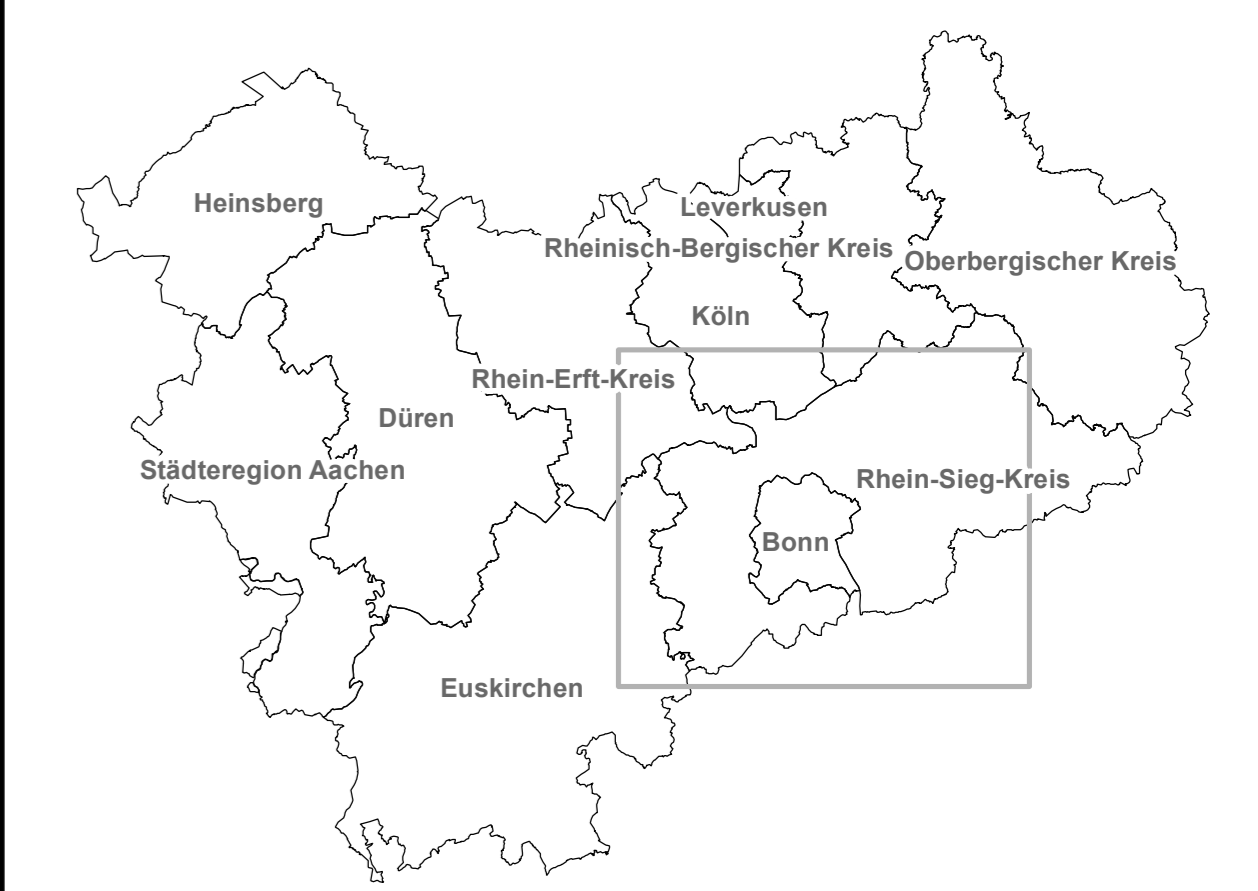 Heinsberg
Leverkusen
Rheinisch-Bergischer Kreis
Oberbergischer Kreis
Köln
Rhein-Erft-Kreis
Düren
Städteregion Aachen
Rhein-Sieg-Kreis
Bonn
Euskirchen